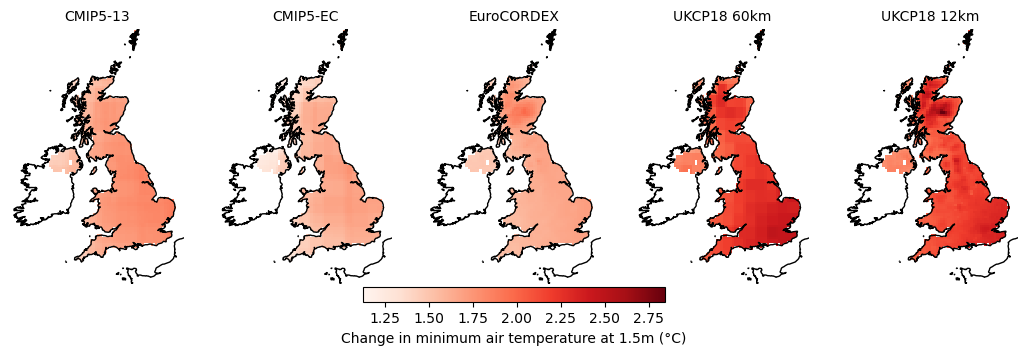 CMIP5-13 CMIP5-EC EuroCORDEX UKCP18 60km UKCP18 12km
1.25 1.50 1.75 2.00 2.25 2.50 2.75
Change in minimum air temperature at 1.5m (°C)